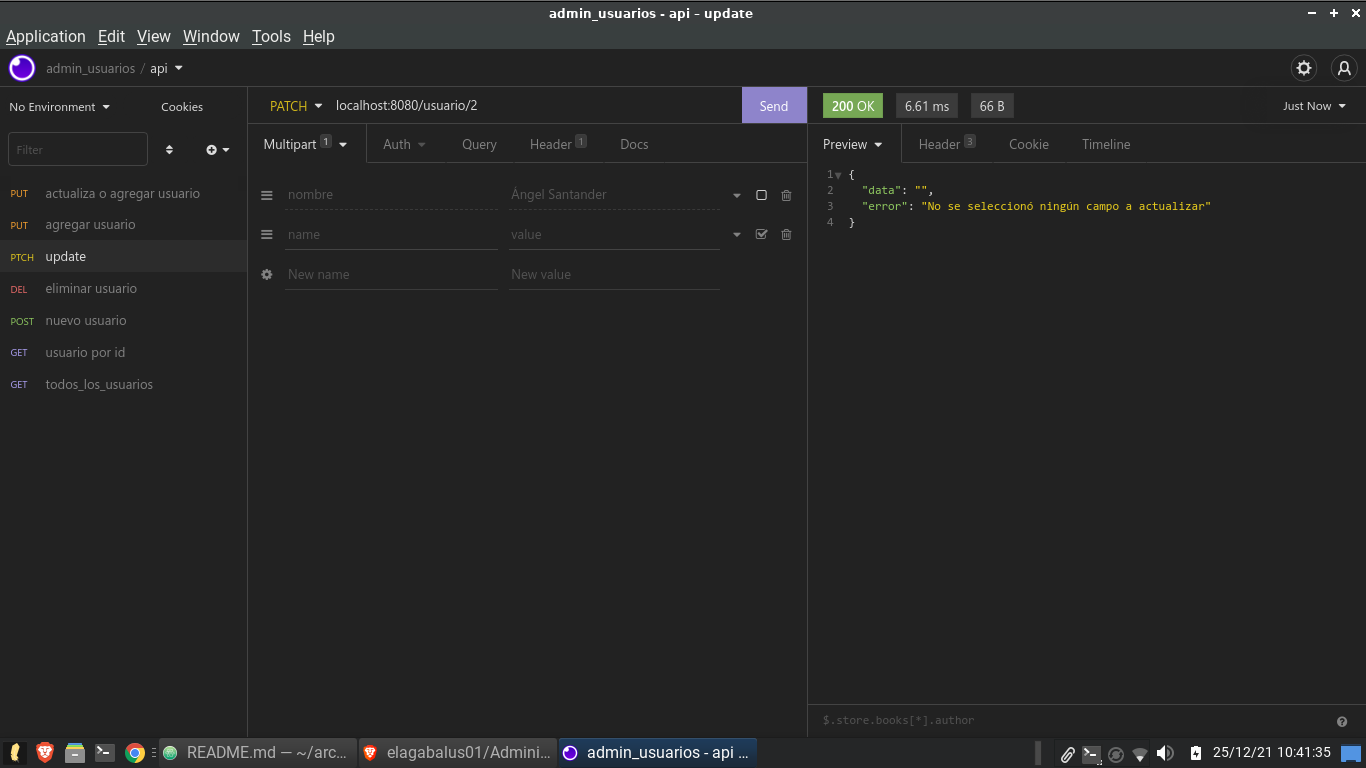 admin_usuarios - api – update
Application Edit View Window Tools Help
admin_usuarios / api
No Environment Cookies
PATCH localhost:8080/usuario/2 Send
200 OK 6.61 ms 66 B Just Now
Filter
Multipart 1 Auth Query Header 1 Docs
Preview Header 3 Cookie Timeline
PUT actualiza o agregar usuario
PUT agregar usuario
PTCH update
DEL eliminar usuario
POST nuevo usuario
GET usuario por id
GET todos_los_usuarios
nombre Ángel Santander
name value
New name New value
1 {
2 "data": "",
3 "error": "No se seleccionó ningún campo a actualizar"
4 }
$.store.books[*].author
README.md — ~/arc... elagabalus01/Admini... admin_usuarios - api ... 25/12/21 10:41:35